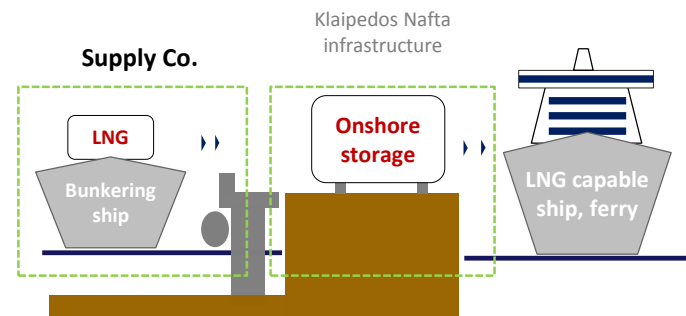 Klaipedos Nafta
infrastructure
Supply Co.
LNG
Bunkering
ship
Onshore
storage
LNG capable
ship, ferry